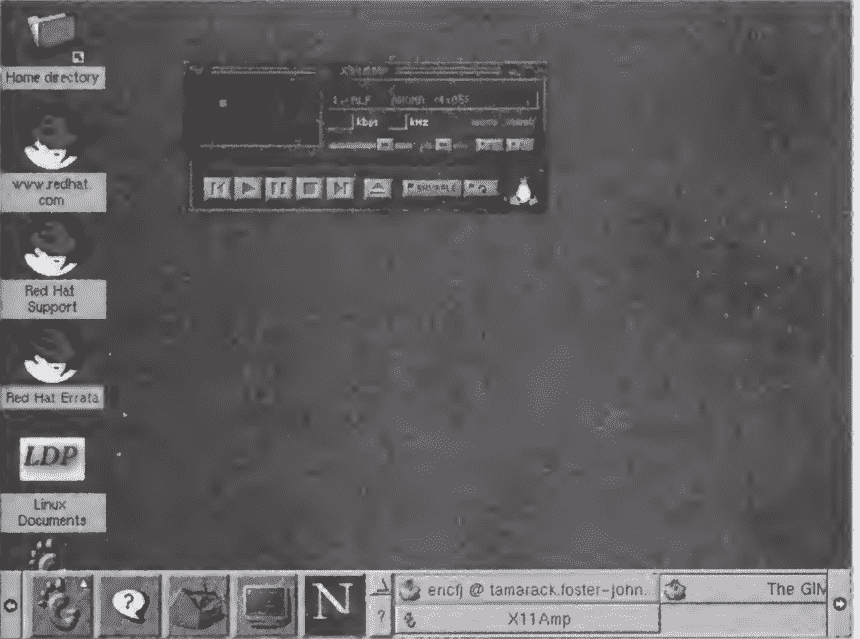 Home directory
www.redhat.
com
Red Hat
Support
Red Hat Errata
LDP
Linux
Documents
kbps
kHz
?
N
ericfj @ tamarack.foster-john.
The GIM
?
X11Amp